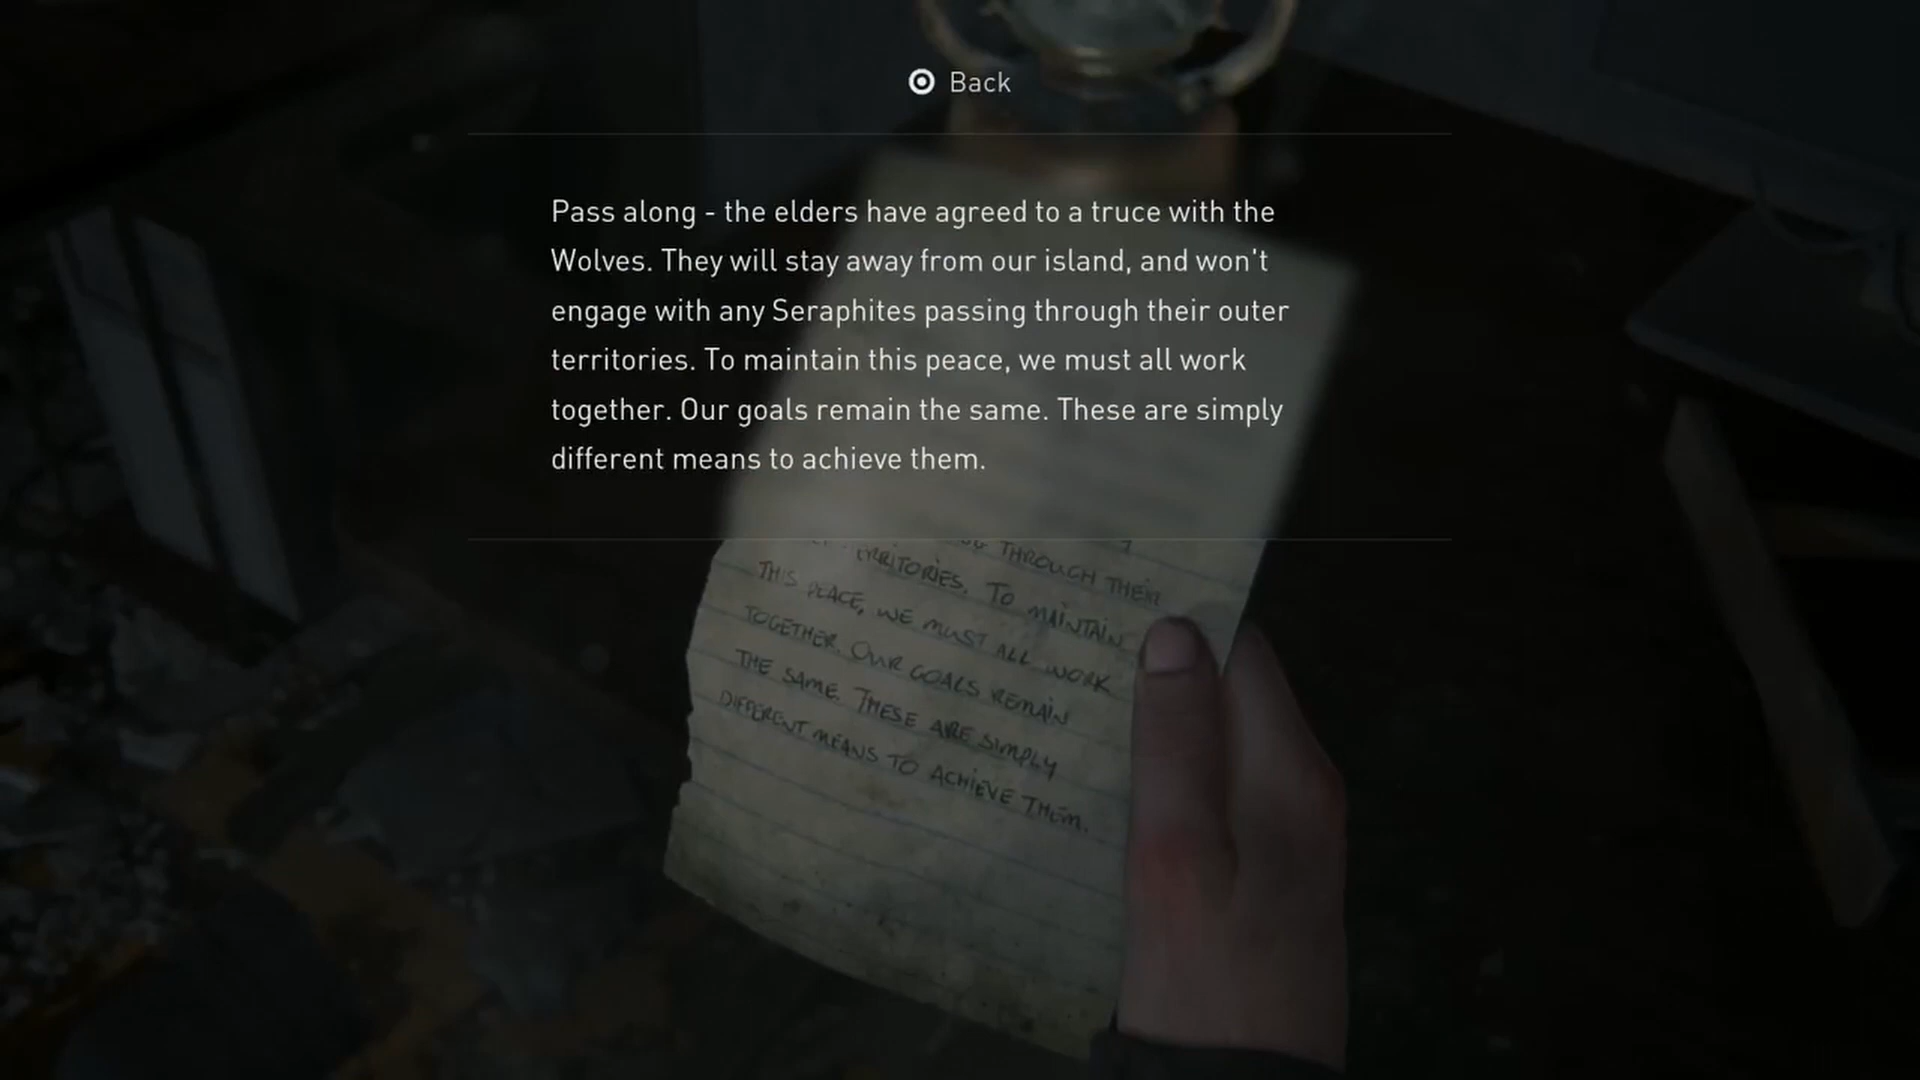 Back
Pass along - the elders have agreed to a truce with the
Wolves. They will stay away from our island, and won't
engage with any Seraphites passing through their outer
territories. To maintain this peace, we must all work
together. Our goals remain the same. These are simply
different means to achieve them.
THROUGH THEIR
TERRITORIES. TO MAINTAIN
THIS PEACE, WE MUST ALL WORK
TOGETHER. OUR GOALS REMAIN
THE SAME. THESE ARE SIMPLY
DIFFERENT MEANS TO ACHIEVE THEM.